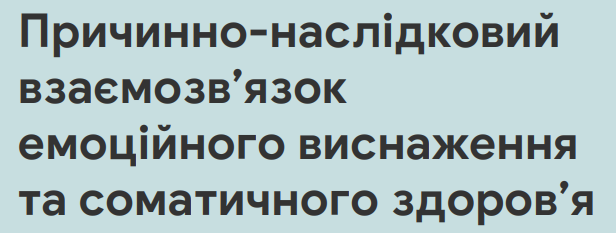 Причинно-наслідковий
взаємозв’язок
емоційного виснаження
та соматичного здоров’я